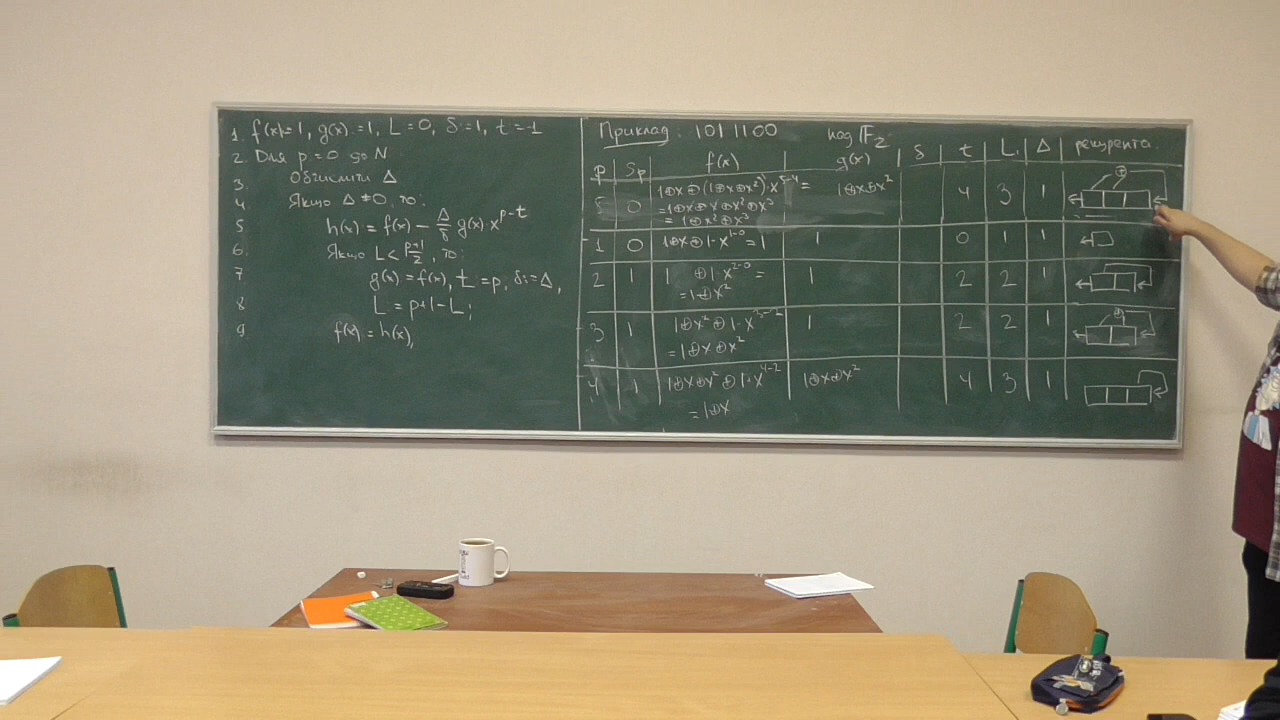 1. f(x)=1, g(x)=1, L=0, δ:=1, t=-1
2. Для p=0 до N
3. Обчислити Δ
4. Якщо Δ≠0, то:
5 h(x) = f(x) - Δ/δ g(x)·x^(p-t)
6. Якщо L < (p+1)/2, то:
7 g(x) = f(x), t:=p, δ:=Δ,
8 L = p+1-L;
9 f(x) = h(x),
Приклад: 1011100 над F₂
p Sp f(x) g(x) δ t L Δ рекурента.
5 0 1⊕x⊕(1⊕x⊕x²)·x^(5-4) = 1⊕x⊕x² 4 3 1
=1⊕x⊕x⊕x²⊕x³
=1⊕x²⊕x³
1 0 1⊕x⊕1·x^(1-0)=1 1 0 1 1
2 1 1 ⊕1·x^(2-0)= 1 2 2 1
=1⊕x²
3 1 1⊕x²⊕1·x^(3-2) 1 2 2 1
=1⊕x⊕x²
4 1 1⊕x⊕x²⊕1·x^(4-2) 1⊕x⊕x² 4 3 1
=1⊕x